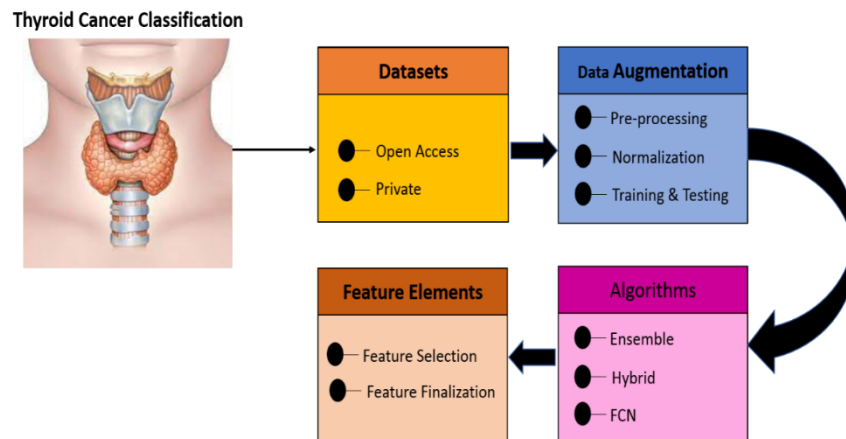 Thyroid Cancer Classification
Datasets
Open Access
Private
Data Augmentation
Pre-processing
Normalization
Training & Testing
Feature Elements
Feature Selection
Feature Finalization
Algorithms
Ensemble
Hybrid
FCN